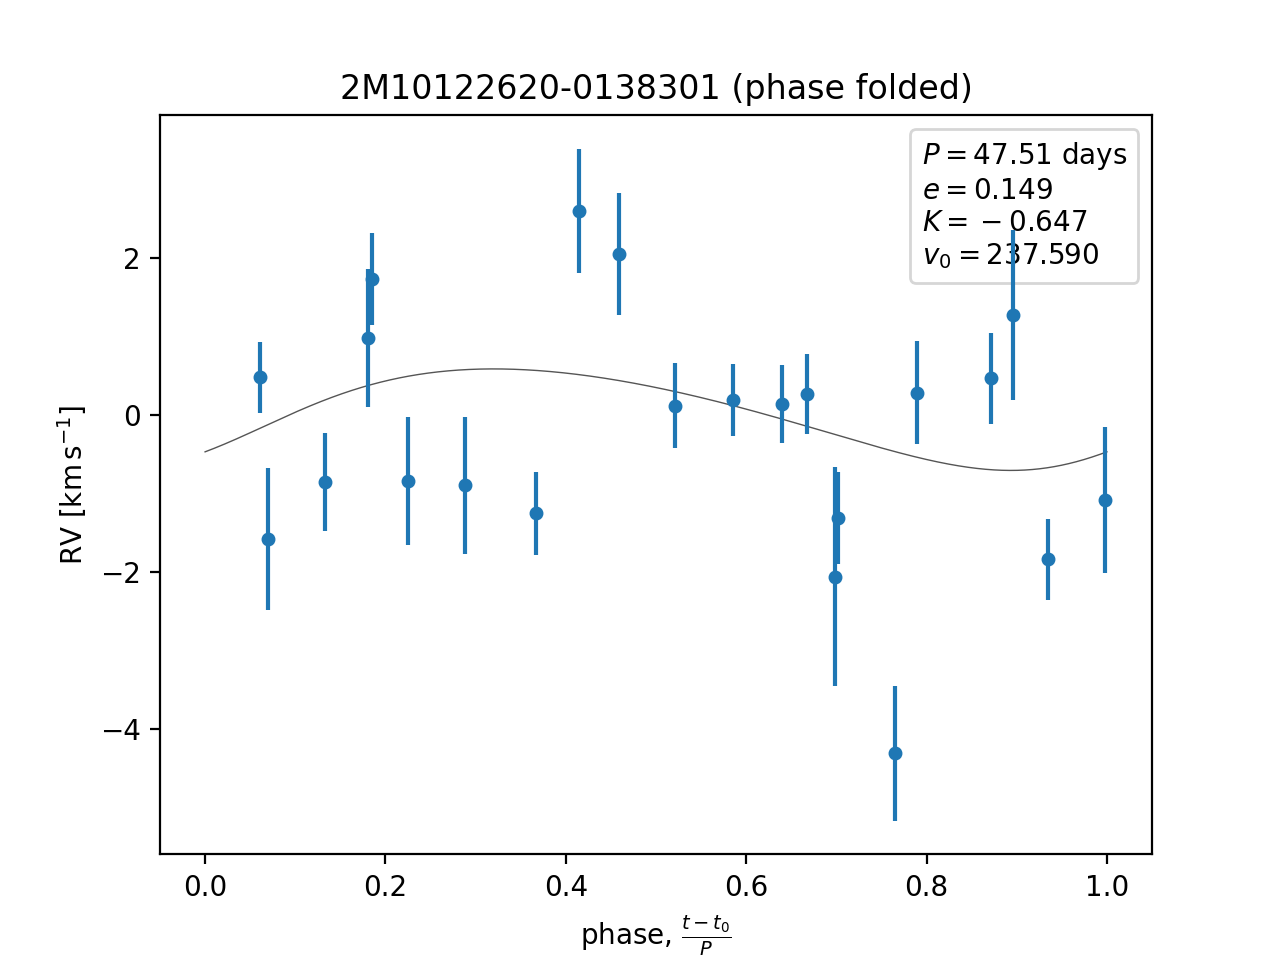 2M10122620-0138301 (phase folded)
P = 47.51 days
e = 0.149
K = −0.647
v₀ = 237.590
2
0
−2
−4
RV [km s⁻¹]
0.0 0.2 0.4 0.6 0.8 1.0
phase, (t − t₀)/P